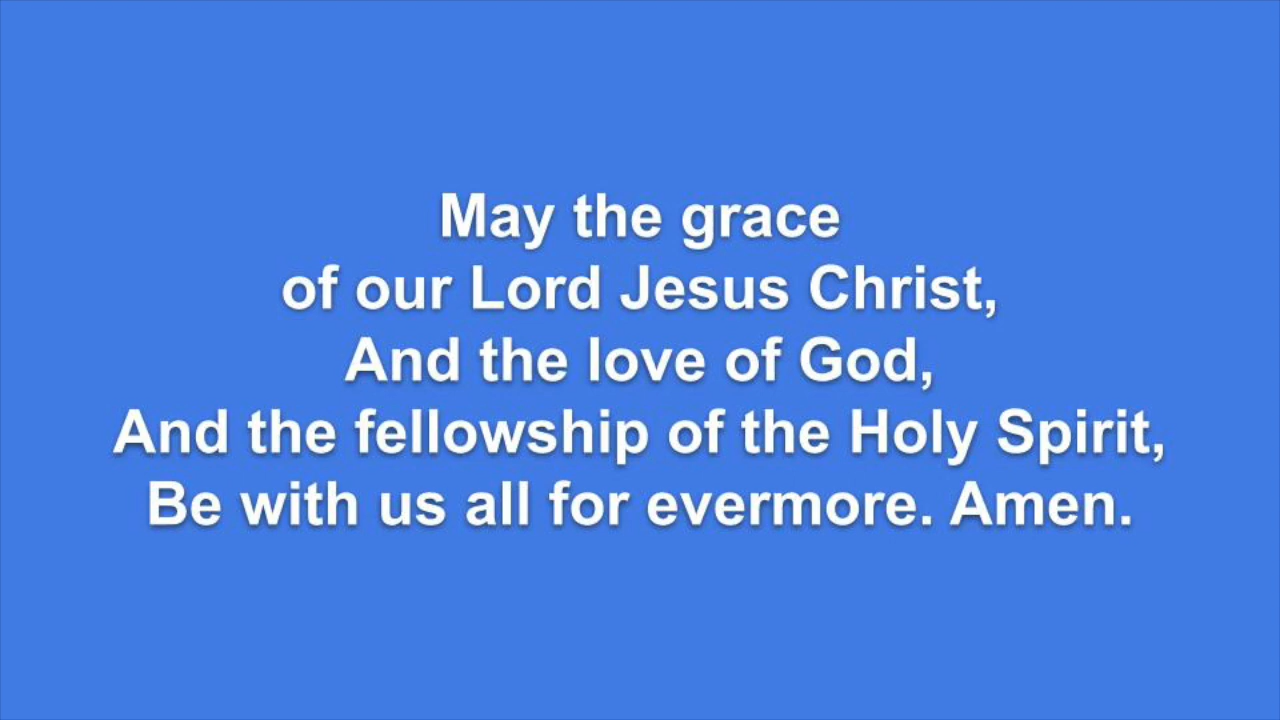 May the grace
of our Lord Jesus Christ,
And the love of God,
And the fellowship of the Holy Spirit,
Be with us all for evermore. Amen.